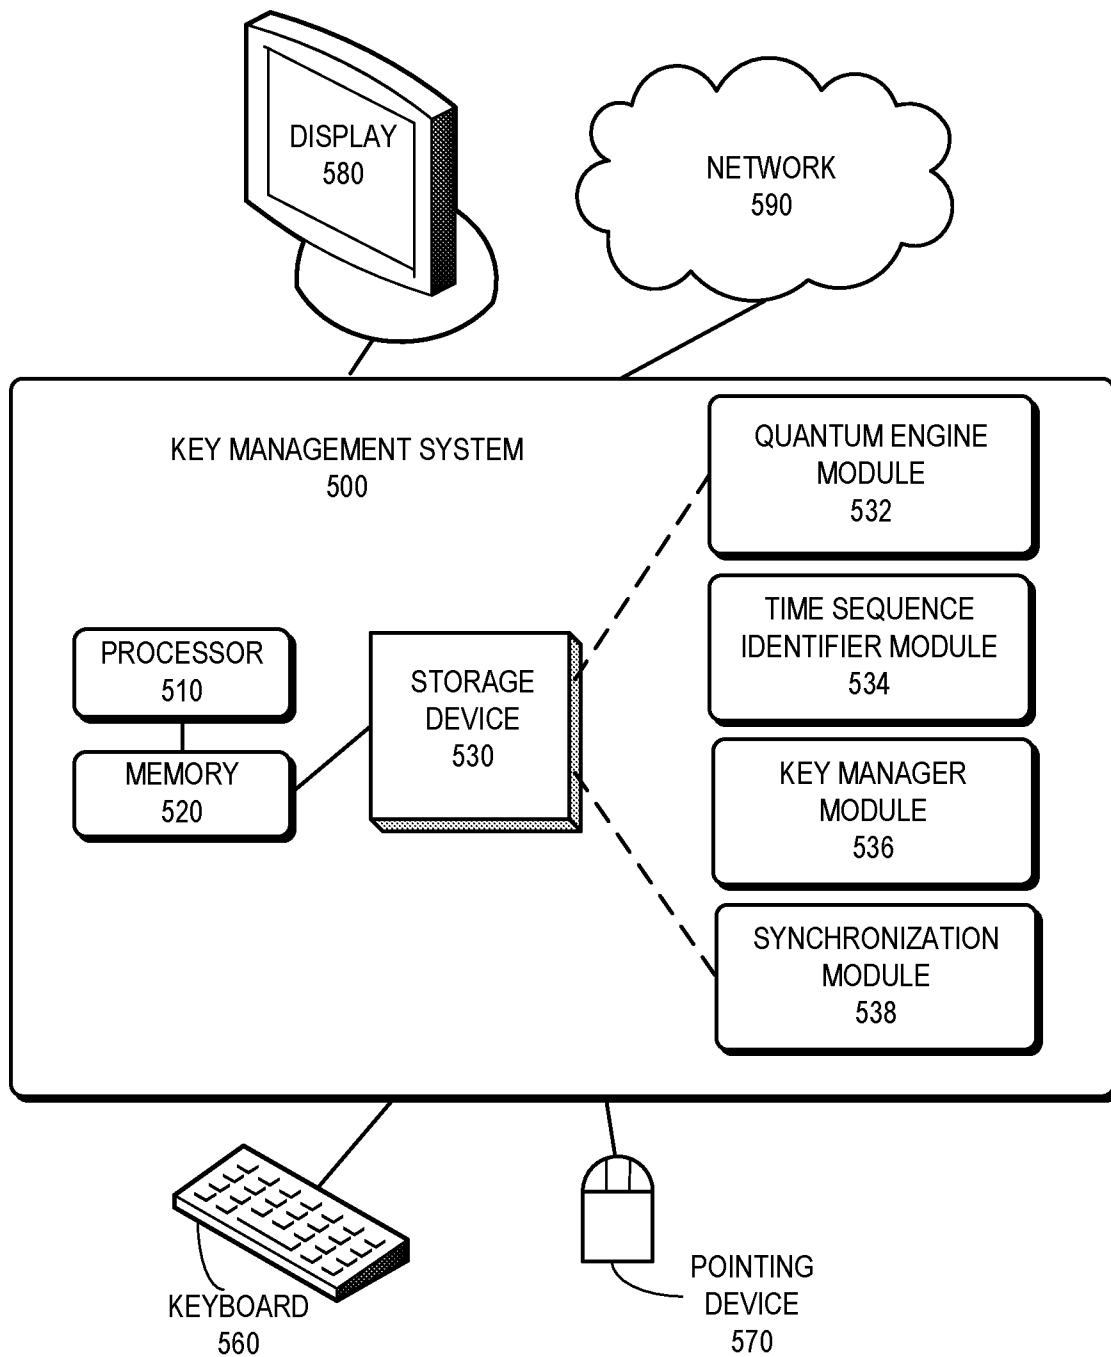 DISPLAY
580
NETWORK
590
KEY MANAGEMENT SYSTEM
500
QUANTUM ENGINE
MODULE
532
TIME SEQUENCE
IDENTIFIER MODULE
534
PROCESSOR
510
MEMORY
520
STORAGE
DEVICE
530
KEY MANAGER
MODULE
536
SYNCHRONIZATION
MODULE
538
KEYBOARD
560
POINTING
DEVICE
570